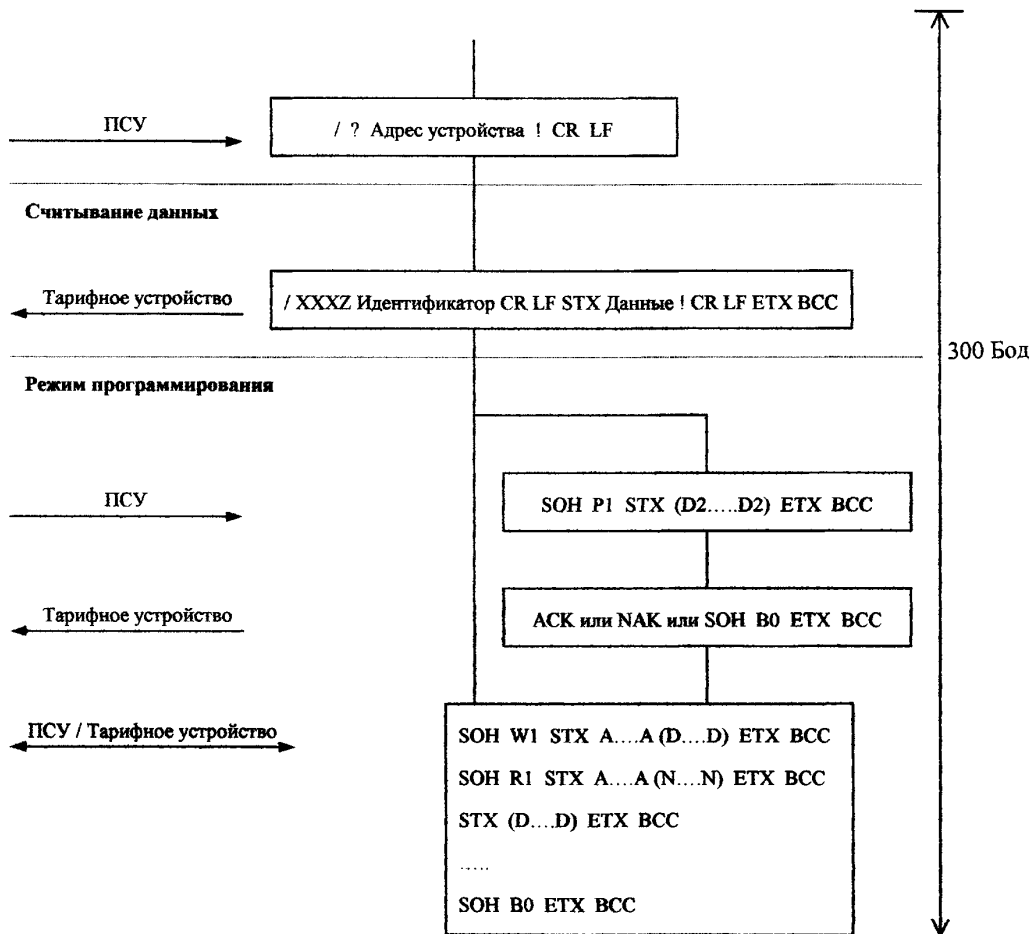 ПСУ
/ ? Адрес устройства ! CR LF
Считывание данных
Тарифное устройство
/ XXXZ Идентификатор CR LF STX Данные ! CR LF ETX BCC
300 Бод
Режим программирования
ПСУ
SOH P1 STX (D2.....D2) ETX BCC
Тарифное устройство
ACK или NAK или SOH B0 ETX BCC
ПСУ / Тарифное устройство
SOH W1 STX A....A (D....D) ETX BCC
SOH R1 STX A....A (N....N) ETX BCC
STX (D....D) ETX BCC
.....
SOH B0 ETX BCC